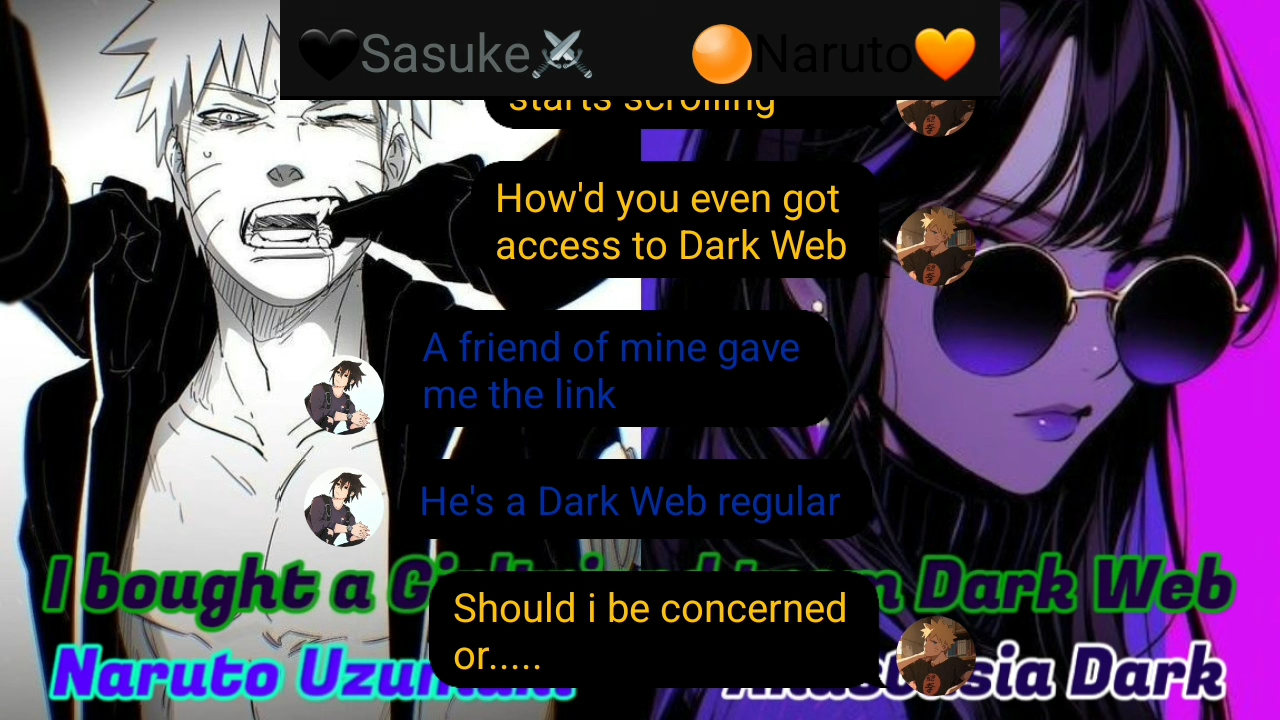 🖤Sasuke⚔️ 🟠Naruto🧡
starts scrolling
How'd you even got
access to Dark Web
A friend of mine gave
me the link
He's a Dark Web regular
I bought a Dark Web
Should i be concerned
or.....
Naruto Dark